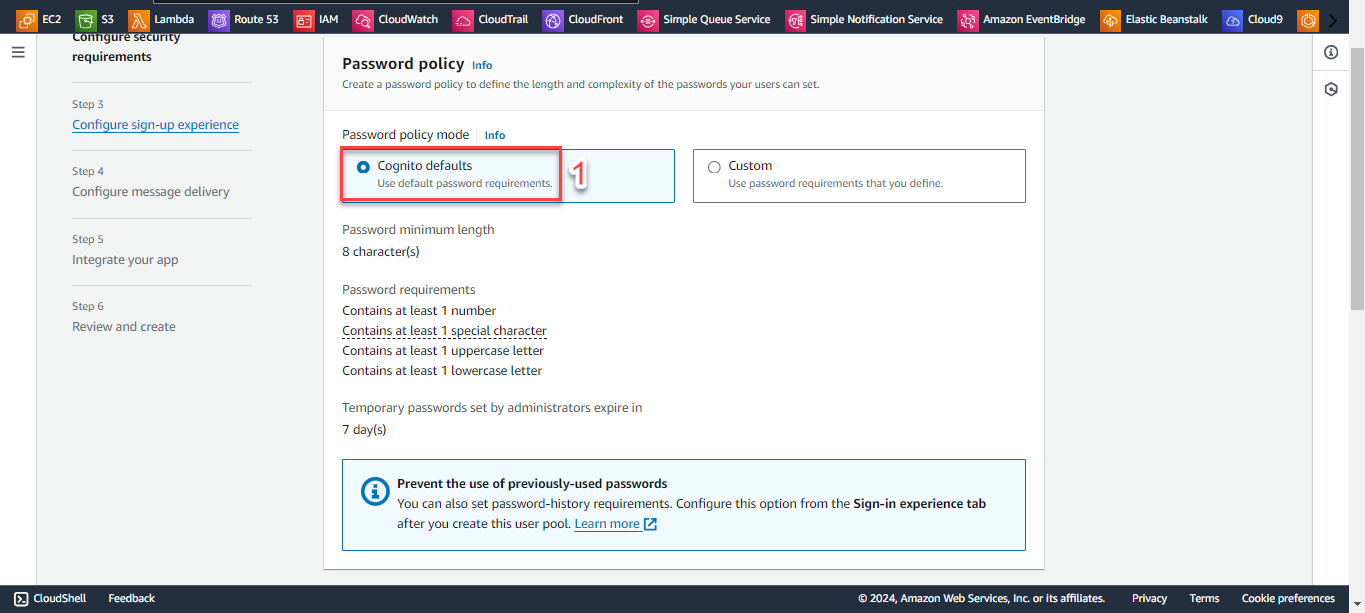 EC2
S3
Lambda
Route 53
IAM
CloudWatch
CloudTrail
CloudFront
Simple Queue Service
Simple Notification Service
Amazon EventBridge
Elastic Beanstalk
Cloud9
Configure security
requirements
Step 3
Configure sign-up experience
Step 4
Configure message delivery
Step 5
Integrate your app
Step 6
Review and create
Password policy Info
Create a password policy to define the length and complexity of the passwords your users can set.
Password policy mode Info
Cognito defaults
Use default password requirements.
1
Custom
Use password requirements that you define.
Password minimum length
8 character(s)
Password requirements
Contains at least 1 number
Contains at least 1 special character
Contains at least 1 uppercase letter
Contains at least 1 lowercase letter
Temporary passwords set by administrators expire in
7 day(s)
Prevent the use of previously-used passwords
You can also set password-history requirements. Configure this option from the Sign-in experience tab
after you create this user pool. Learn more
CloudShell
Feedback
© 2024, Amazon Web Services, Inc. or its affiliates.
Privacy
Terms
Cookie preferences